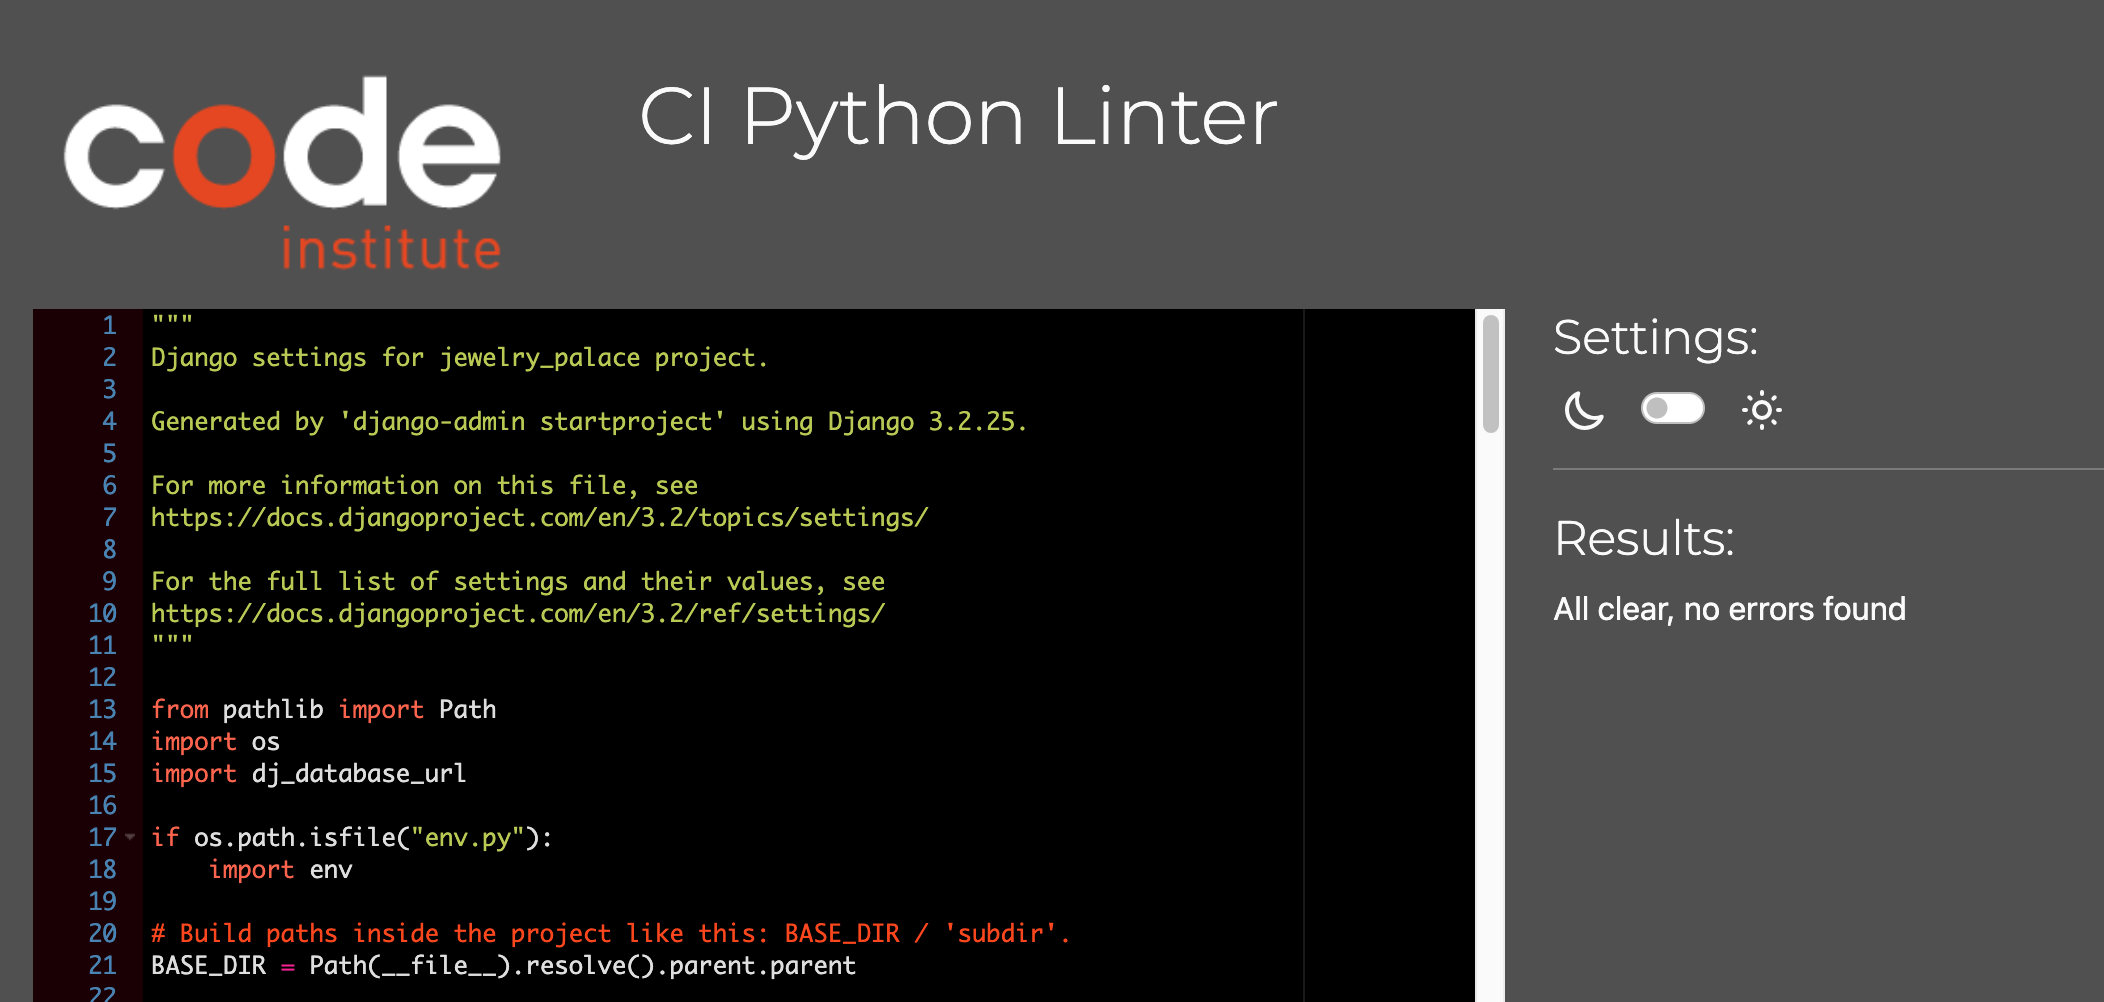 code
institute
CI Python Linter
1 """
2 Django settings for jewelry_palace project.
3
4 Generated by 'django-admin startproject' using Django 3.2.25.
5
6 For more information on this file, see
7 https://docs.djangoproject.com/en/3.2/topics/settings/
8
9 For the full list of settings and their values, see
10 https://docs.djangoproject.com/en/3.2/ref/settings/
11 """
12
13 from pathlib import Path
14 import os
15 import dj_database_url
16
17 if os.path.isfile("env.py"):
18     import env
19
20 # Build paths inside the project like this: BASE_DIR / 'subdir'.
21 BASE_DIR = Path(__file__).resolve().parent.parent
22
Settings:
Results:
All clear, no errors found